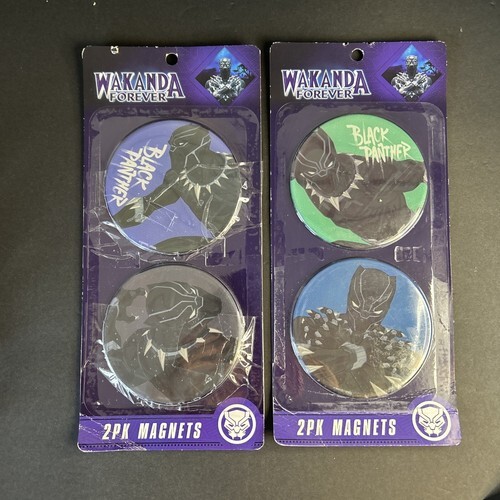 WAKANDA
FOREVER
BLACK
PANTHER
2PK MAGNETS
WAKANDA
FOREVER
BLACK
PANTHER
2PK MAGNETS